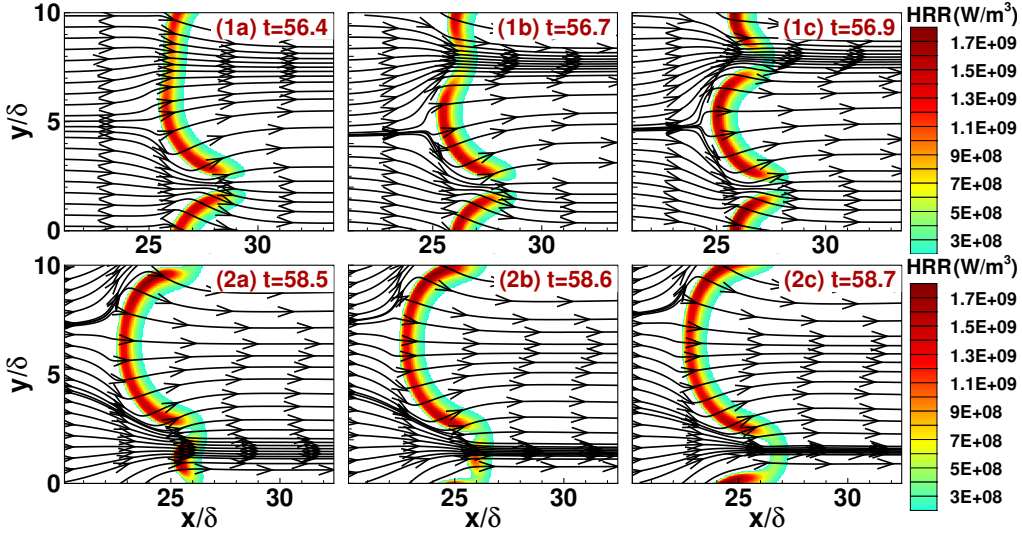 (1a) t=56.4
(1b) t=56.7
(1c) t=56.9
HRR(W/m³)
10
5
0
y/δ
25
30
25
30
25
30
1.7E+09
1.5E+09
1.3E+09
1.1E+09
9E+08
7E+08
5E+08
3E+08
(2a) t=58.5
(2b) t=58.6
(2c) t=58.7
HRR(W/m³)
10
5
0
y/δ
25
30
25
30
25
30
x/δ
x/δ
x/δ
1.7E+09
1.5E+09
1.3E+09
1.1E+09
9E+08
7E+08
5E+08
3E+08